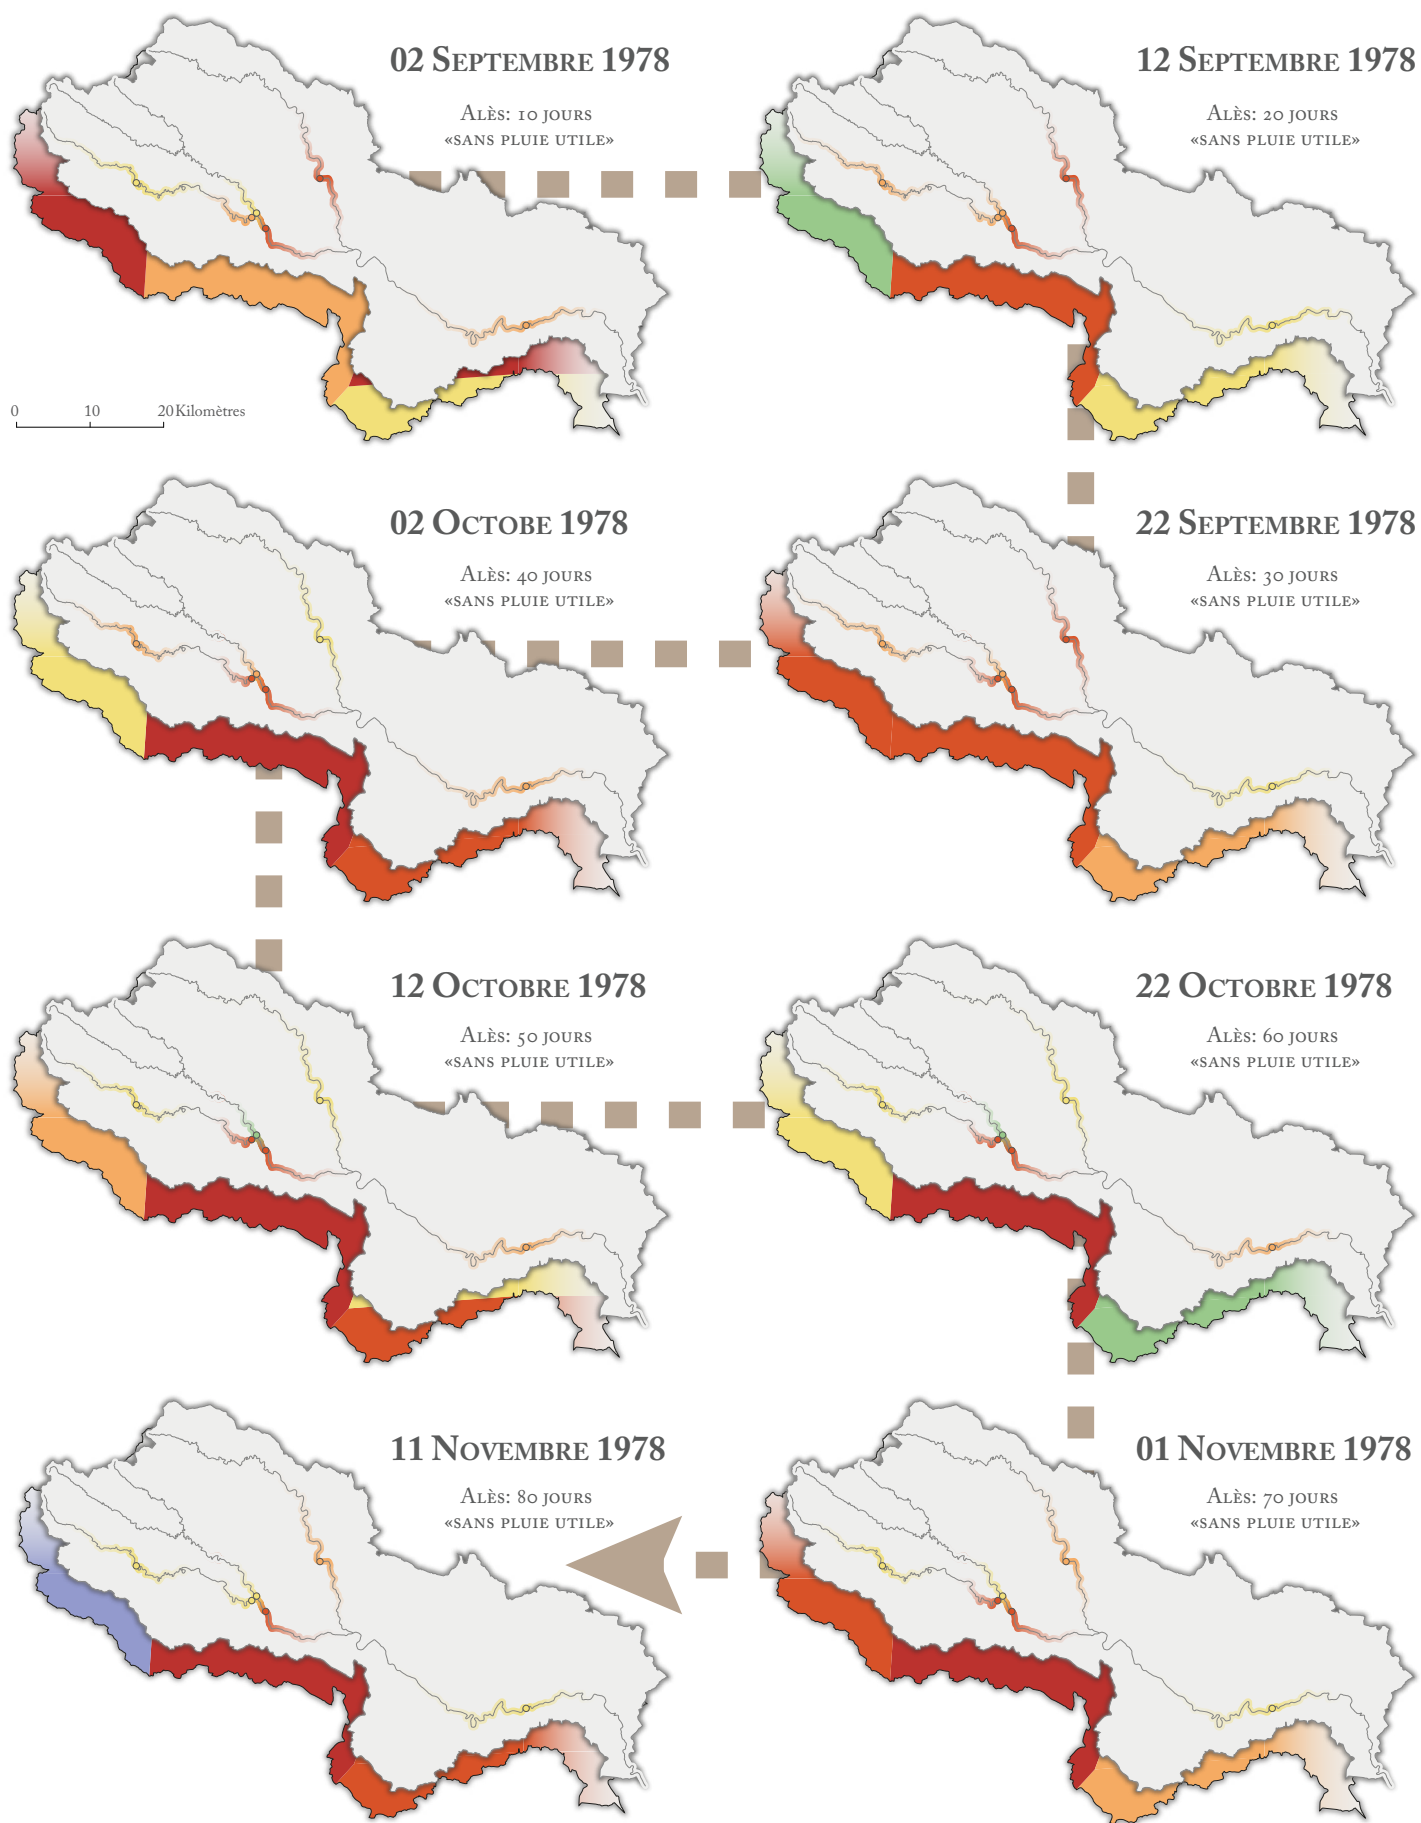 02 Septembre 1978
Alès: 10 jours
«sans pluie utile»
12 Septembre 1978
Alès: 20 jours
«sans pluie utile»
0 10 20 Kilomètres
02 Octobe 1978
Alès: 40 jours
«sans pluie utile»
22 Septembre 1978
Alès: 30 jours
«sans pluie utile»
12 Octobre 1978
Alès: 50 jours
«sans pluie utile»
22 Octobre 1978
Alès: 60 jours
«sans pluie utile»
11 Novembre 1978
Alès: 80 jours
«sans pluie utile»
01 Novembre 1978
Alès: 70 jours
«sans pluie utile»